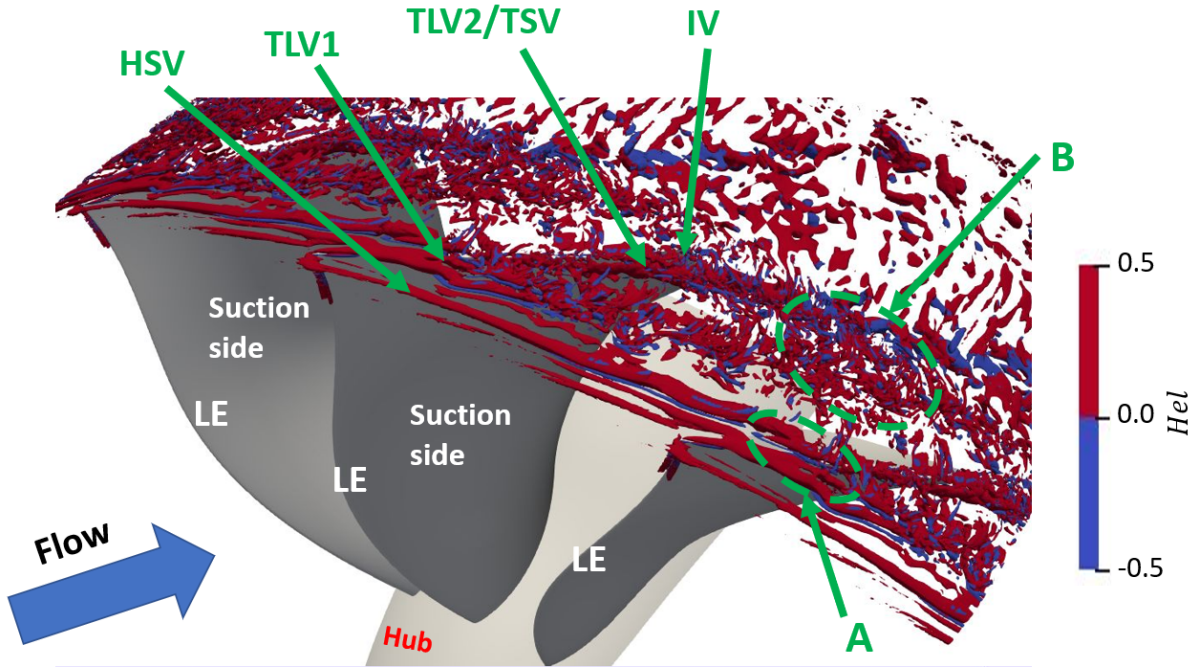 TLV2/TSV
IV
TLV1
HSV
B
0.5
Suction
side
Suction
side
LE
LE
0.0
Hel
Flow
LE
-0.5
A
Hub